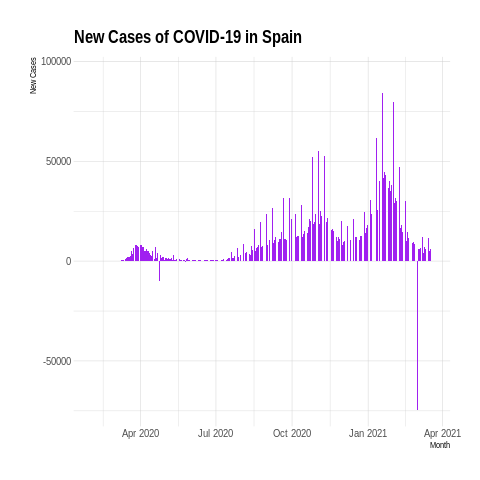 New Cases of COVID-19 in Spain
New Cases
100000
50000
0
-50000
Apr 2020 Jul 2020 Oct 2020 Jan 2021 Apr 2021
Month